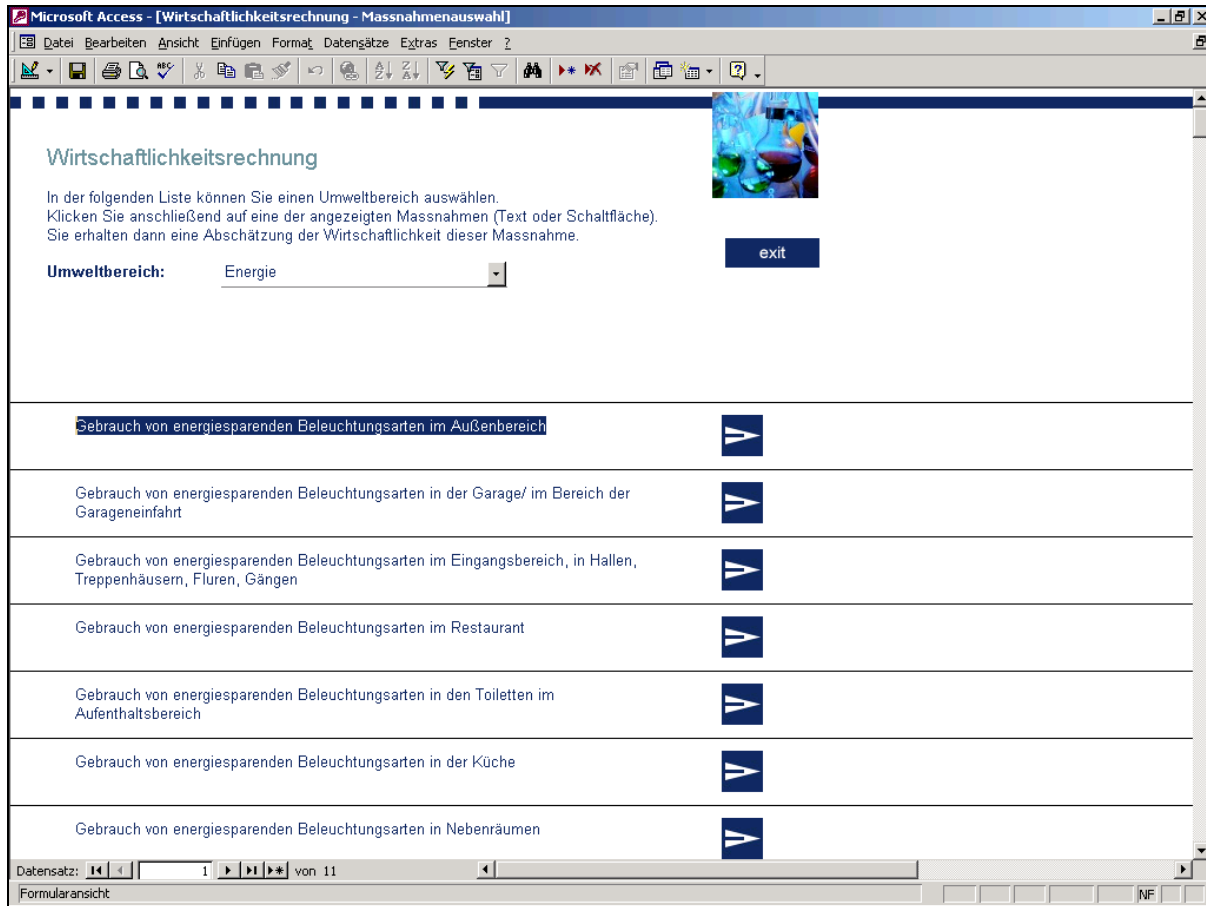 Microsoft Access - [Wirtschaftlichkeitsrechnung - Massnahmenauswahl]
Datei Bearbeiten Ansicht Einfügen Format Datensätze Extras Fenster ?
Wirtschaftlichkeitsrechnung
In der folgenden Liste können Sie einen Umweltbereich auswählen.
Klicken Sie anschließend auf eine der angezeigten Massnahmen (Text oder Schaltfläche).
Sie erhalten dann eine Abschätzung der Wirtschaftlichkeit dieser Massnahme.
exit
Umweltbereich: Energie
Gebrauch von energiesparenden Beleuchtungsarten im Außenbereich
Gebrauch von energiesparenden Beleuchtungsarten in der Garage/ im Bereich der
Garageneinfahrt
Gebrauch von energiesparenden Beleuchtungsarten im Eingangsbereich, in Hallen,
Treppenhäusern, Fluren, Gängen
Gebrauch von energiesparenden Beleuchtungsarten im Restaurant
Gebrauch von energiesparenden Beleuchtungsarten in den Toiletten im
Aufenthaltsbereich
Gebrauch von energiesparenden Beleuchtungsarten in der Küche
Gebrauch von energiesparenden Beleuchtungsarten in Nebenräumen
Datensatz: 1 von 11
Formularansicht NF